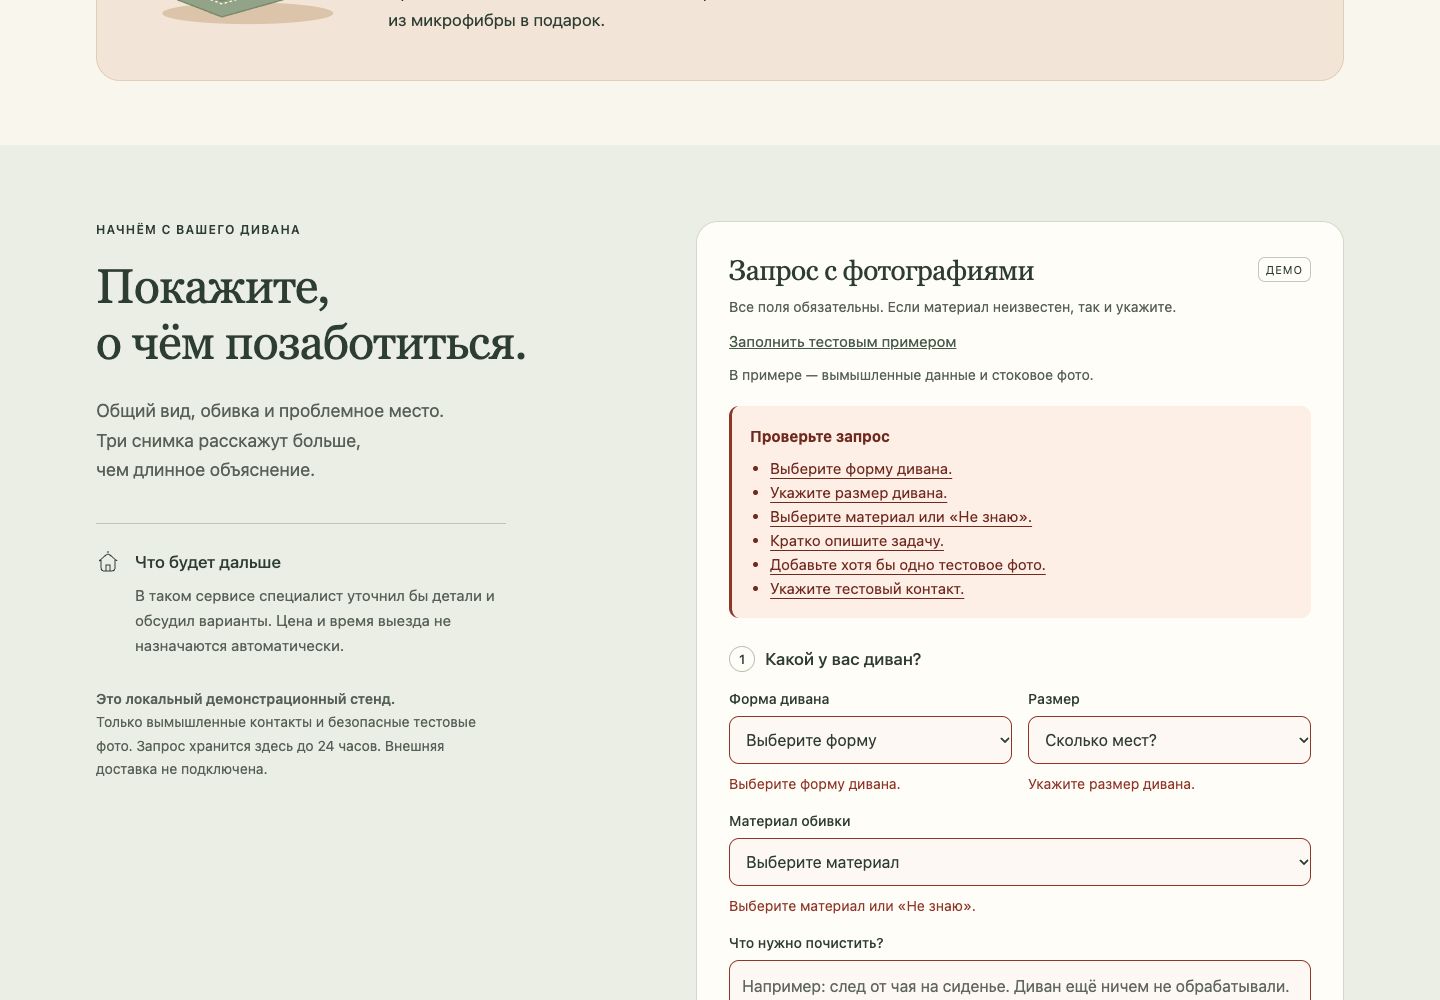 из микрофибры в подарок.
НАЧНЁМ С ВАШЕГО ДИВАНА
Покажите,
о чём позаботиться.
Общий вид, обивка и проблемное место.
Три снимка расскажут больше,
чем длинное объяснение.
Что будет дальше
В таком сервисе специалист уточнил бы детали и
обсудил варианты. Цена и время выезда не
назначаются автоматически.
Это локальный демонстрационный стенд.
Только вымышленные контакты и безопасные тестовые
фото. Запрос хранится здесь до 24 часов. Внешняя
доставка не подключена.
Запрос с фотографиями
ДЕМО
Все поля обязательны. Если материал неизвестен, так и укажите.
Заполнить тестовым примером
В примере — вымышленные данные и стоковое фото.
Проверьте запрос
• Выберите форму дивана.
• Укажите размер дивана.
• Выберите материал или «Не знаю».
• Кратко опишите задачу.
• Добавьте хотя бы одно тестовое фото.
• Укажите тестовый контакт.
1 Какой у вас диван?
Форма дивана
Размер
Выберите форму
Сколько мест?
Выберите форму дивана.
Укажите размер дивана.
Материал обивки
Выберите материал
Выберите материал или «Не знаю».
Что нужно почистить?
Например: след от чая на сиденье. Диван ещё ничем не обрабатывали.